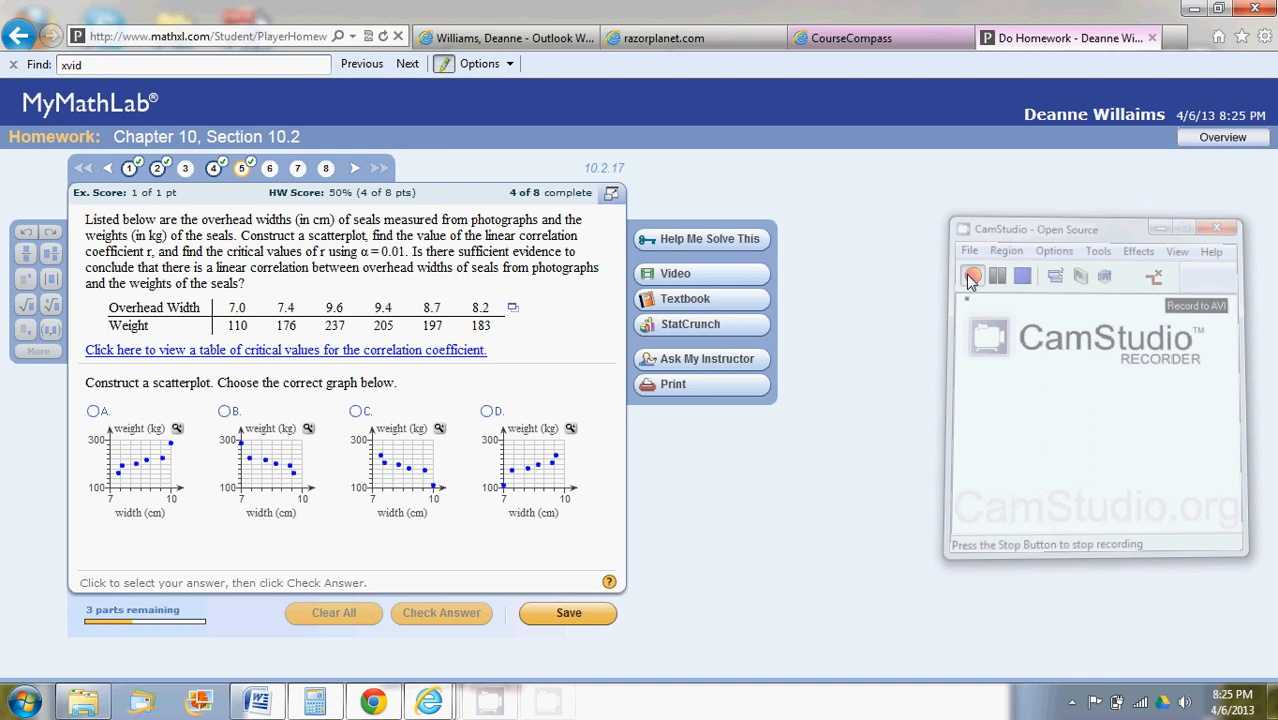 http://www.mathxl.com/Student/PlayerHomew
Williams, Deanne - Outlook W...
razorplanet.com
CourseCompass
Do Homework - Deanne Wi...
Find: xvid
Previous Next Options
MyMathLab®
Deanne Willaims 4/6/13 8:25 PM
Homework: Chapter 10, Section 10.2
Overview
1 2 3 4 5 6 7 8
10.2.17
Ex. Score: 1 of 1 pt HW Score: 50% (4 of 8 pts) 4 of 8 complete
Listed below are the overhead widths (in cm) of seals measured from photographs and the
weights (in kg) of the seals. Construct a scatterplot, find the value of the linear correlation
coefficient r, and find the critical values of r using α = 0.01. Is there sufficient evidence to
conclude that there is a linear correlation between overhead widths of seals from photographs
and the weights of the seals?
Overhead Width 7.0 7.4 9.6 9.4 8.7 8.2
Weight 110 176 237 205 197 183
Click here to view a table of critical values for the correlation coefficient.
Construct a scatterplot. Choose the correct graph below.
A. B. C. D.
weight (kg) weight (kg) weight (kg) weight (kg)
300 300 300 300
100 100 100 100
7 10 7 10 7 10 7 10
width (cm) width (cm) width (cm) width (cm)
Click to select your answer, then click Check Answer.
?
3 parts remaining
Clear All Check Answer Save
More
Help Me Solve This
Video
Textbook
StatCrunch
Ask My Instructor
Print
CamStudio - Open Source
File Region Options Tools Effects View Help
Record to AVI
CamStudio™
RECORDER
CamStudio.org
Press the Stop Button to stop recording
8:25 PM
4/6/2013